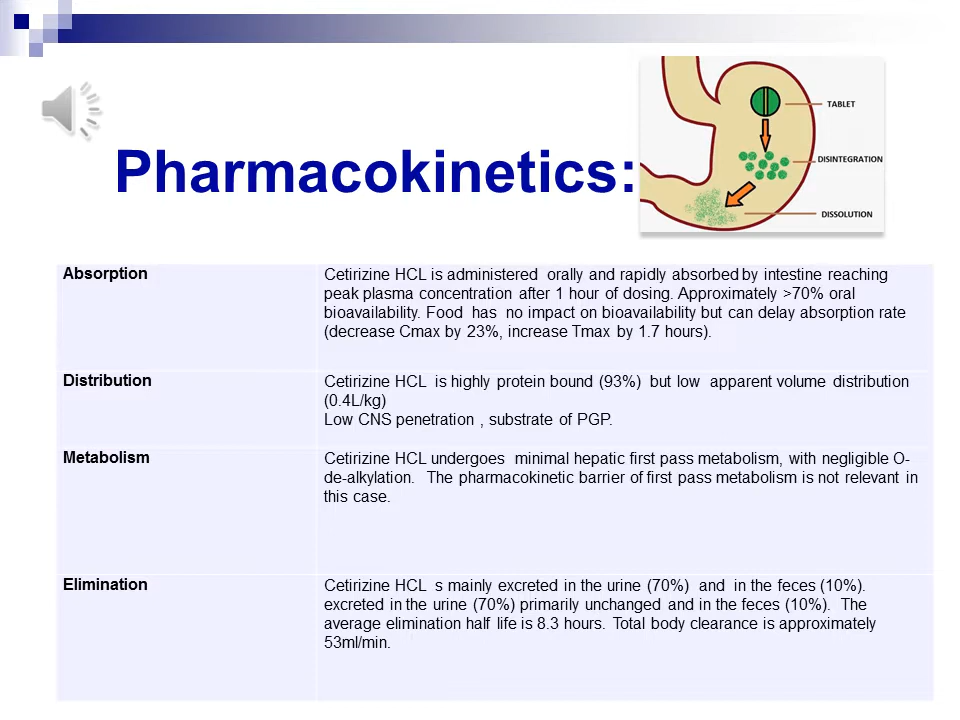 TABLET
Pharmacokinetics:
DISINTEGRATION
DISSOLUTION
Absorption
Cetirizine HCL is administered orally and rapidly absorbed by intestine reaching
peak plasma concentration after 1 hour of dosing. Approximately >70% oral
bioavailability. Food has no impact on bioavailability but can delay absorption rate
(decrease Cmax by 23%, increase Tmax by 1.7 hours).
Distribution
Cetirizine HCL is highly protein bound (93%) but low apparent volume distribution
(0.4L/kg)
Low CNS penetration , substrate of PGP.
Metabolism
Cetirizine HCL undergoes minimal hepatic first pass metabolism, with negligible O-
de-alkylation. The pharmacokinetic barrier of first pass metabolism is not relevant in
this case.
Elimination
Cetirizine HCL s mainly excreted in the urine (70%) and in the feces (10%).
excreted in the urine (70%) primarily unchanged and in the feces (10%). The
average elimination half life is 8.3 hours. Total body clearance is approximately
53ml/min.